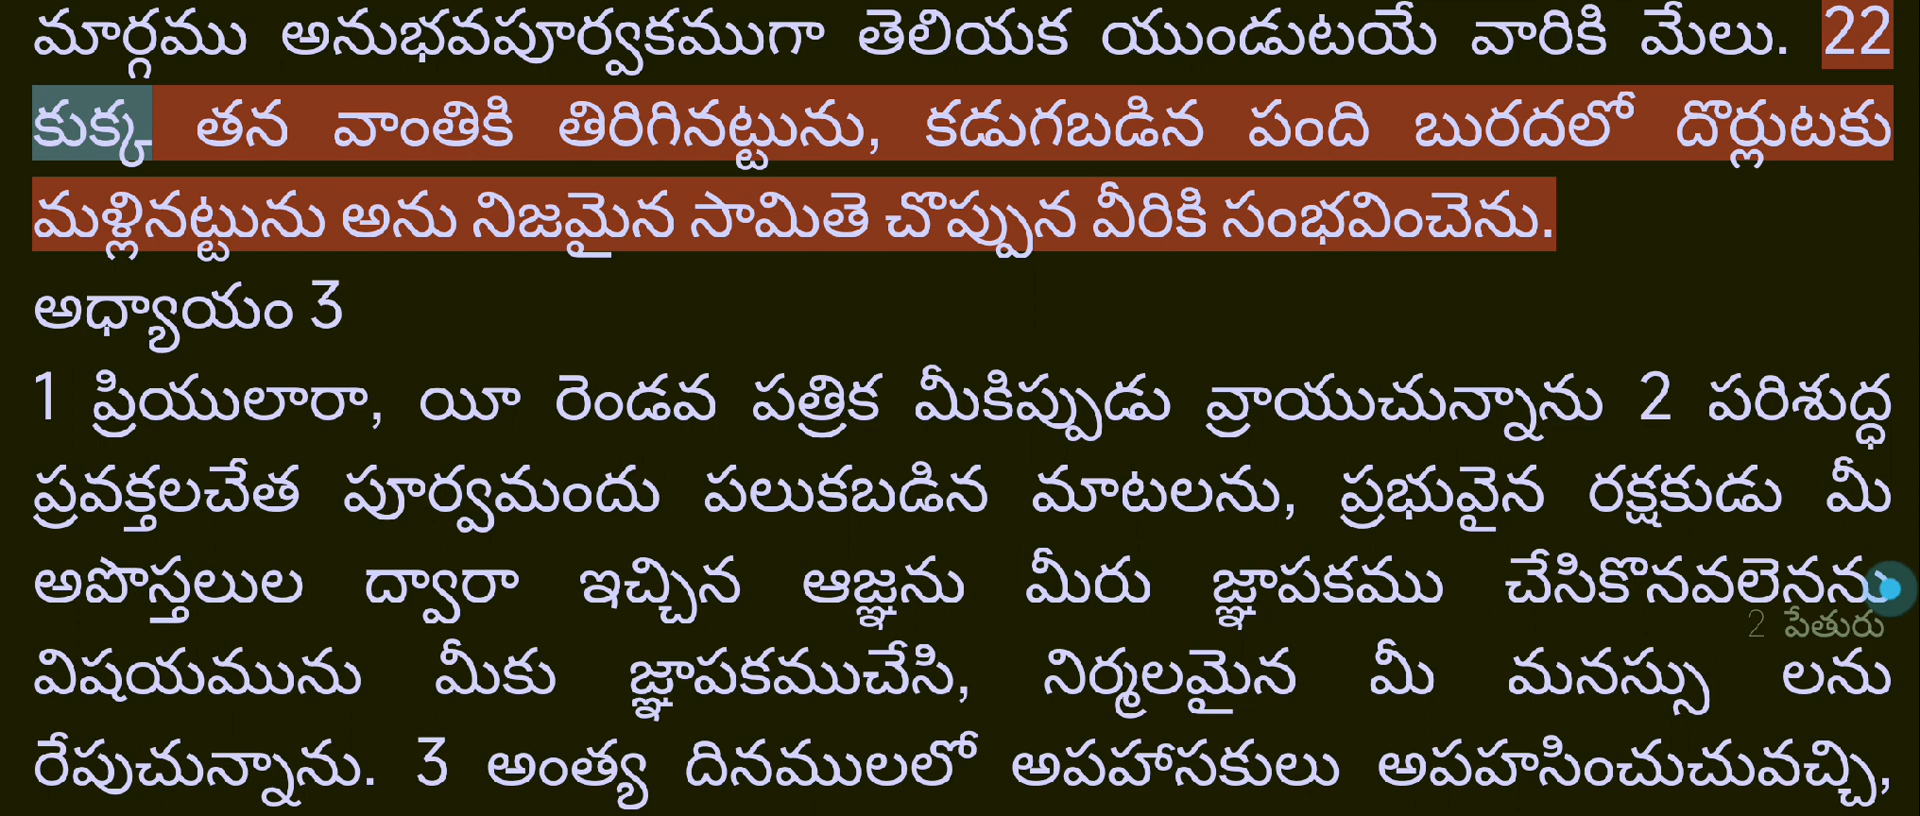 మార్గము అనుభవపూర్వకముగా తెలియక యుండుటయే వారికి మేలు. 22
కుక్క తన వాంతికి తిరిగినట్టును, కడుగబడిన పంది బురదలో దొర్లుటకు
మళ్లినట్టును అను నిజమైన సామితె చొప్పున వీరికి సంభవించెను.
అధ్యాయం 3
1 ప్రియులారా, యీ రెండవ పత్రిక మీకిప్పుడు వ్రాయుచున్నాను 2 పరిశుద్ధ
ప్రవక్తలచేత పూర్వమందు పలుకబడిన మాటలను, ప్రభువైన రక్షకుడు మీ
అపొస్తలుల ద్వారా ఇచ్చిన ఆజ్ఞను మీరు జ్ఞాపకము చేసికొనవలెనను
2 పేతురు
విషయమును మీకు జ్ఞాపకముచేసి, నిర్మలమైన మీ మనస్సు లను
రేపుచున్నాను. 3 అంత్య దినములలో అపహాసకులు అపహసించుచువచ్చి,